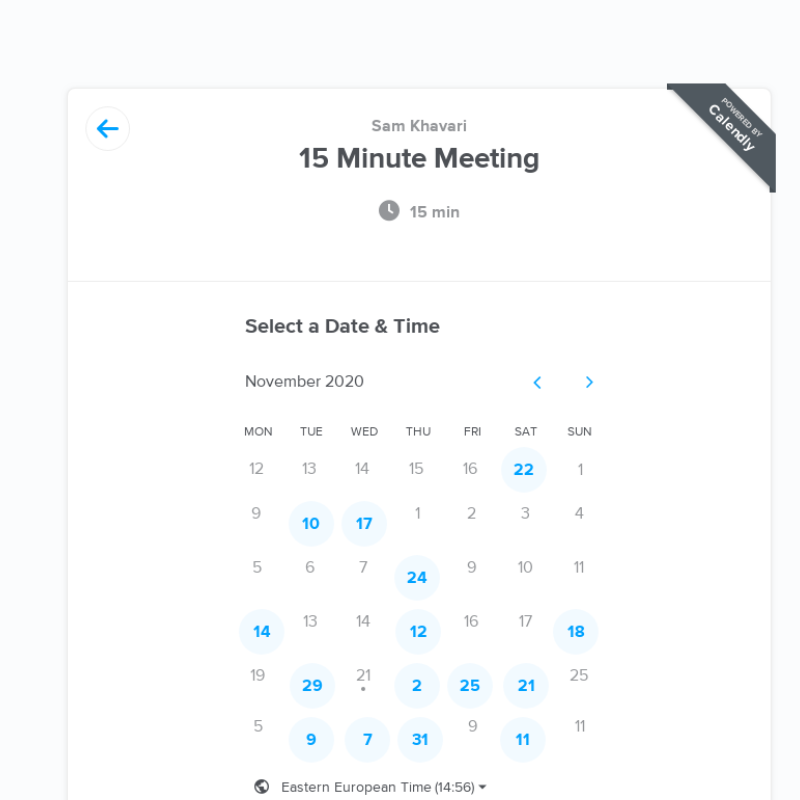 POWERED BY
Calendly
Sam Khavari
15 Minute Meeting
15 min
Select a Date & Time
November 2020
MON TUE WED THU FRI SAT SUN
12 13 14 15 16 22 1
9 10 17 1 2 3 4
5 6 7 24 9 10 11
14 13 14 12 16 17 18
19 29 21 2 25 21 25
5 9 7 31 9 11 11
Eastern European Time (14:56)